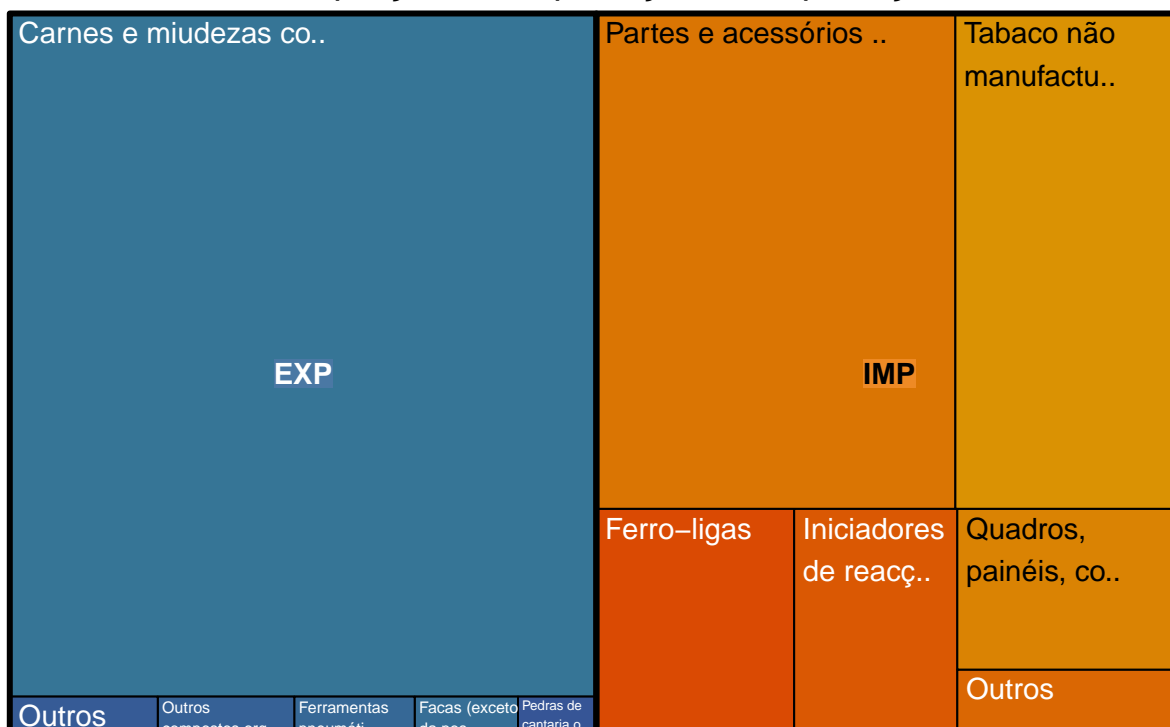 Carnes e miudezas co..
EXP
Outros
Outros
Ferramentas
Facas (exceto
Pedras de
cantaria o
Partes e acessórios ..
Tabaco não
manufactu..
IMP
Ferro−ligas
Iniciadores
de reacç..
Quadros,
painéis, co..
Outros